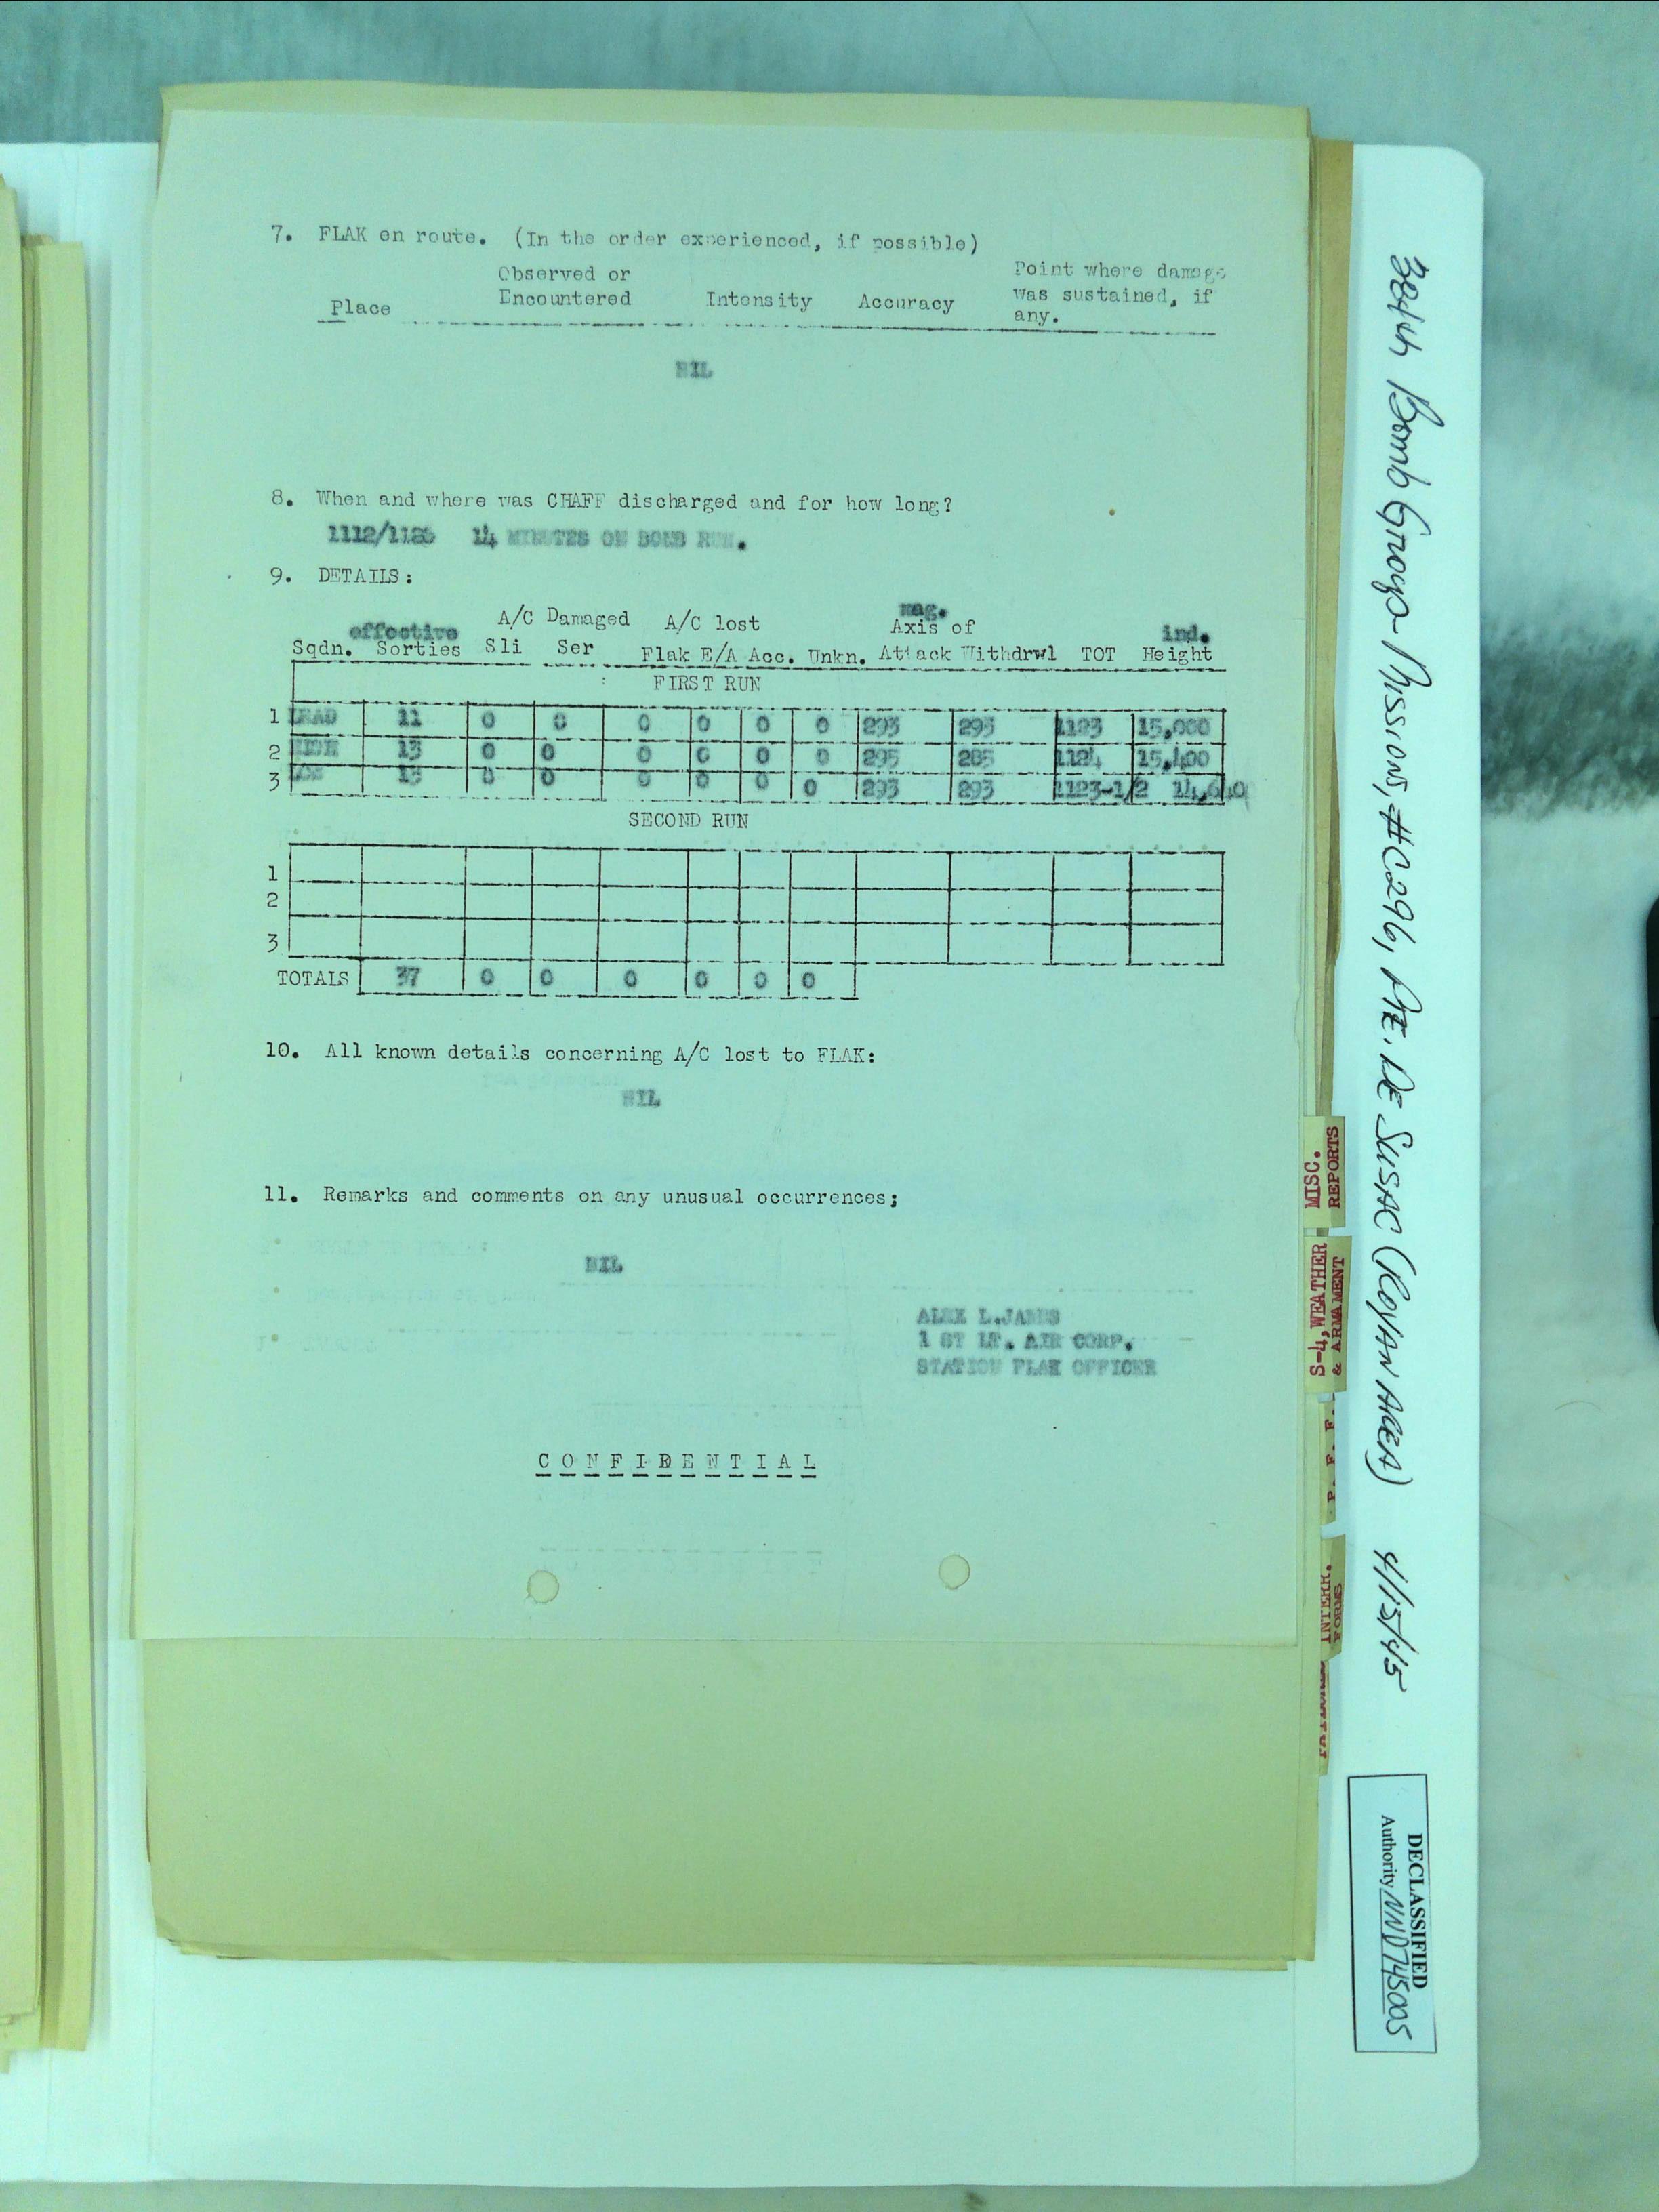 7. FLAK on route. (In the order experienced, if possible)
Place Observed or Encountered Intensity Accuracy Point where damage was sustained, if any.
NIL
8. When and where was CHAFF discharged and for how long?
1112/1126 14 MINUTES ON BOMB RUN.
9. DETAILS:
effective A/C Damaged A/C lost mag. Axis of ind.
Sqdn. Sorties Sli Ser Flak E/A Acc. Unkn. Attack Withdrwl TOT Height
FIRST RUN
1 LEAD 11 0 0 0 0 0 0 293 293 1123 15,000
2 HIGH 13 0 0 0 0 0 0 295 285 1124 15,400
3 LOW 13 0 0 0 0 0 0 293 293 1123-1/2 14,640
SECOND RUN
1
2
3
TOTALS 37 0 0 0 0 0 0
10. All known details concerning A/C lost to FLAK:
NIL
11. Remarks and comments on any unusual occurrences;
NIL
ALEX L.JAMES
1 ST LT. AIR CORP.
STATION FLAK OFFICER
CONFIDENTIAL
MISC. REPORTS
S-4, WEATHER & ARMAMENT
P. F. F.
INTERR. FORMS
384th Bomb Group Missions, #C296, PTE. DE SUSAC (ROYAN AREA) 4/15/45
DECLASSIFIED
Authority NND745005